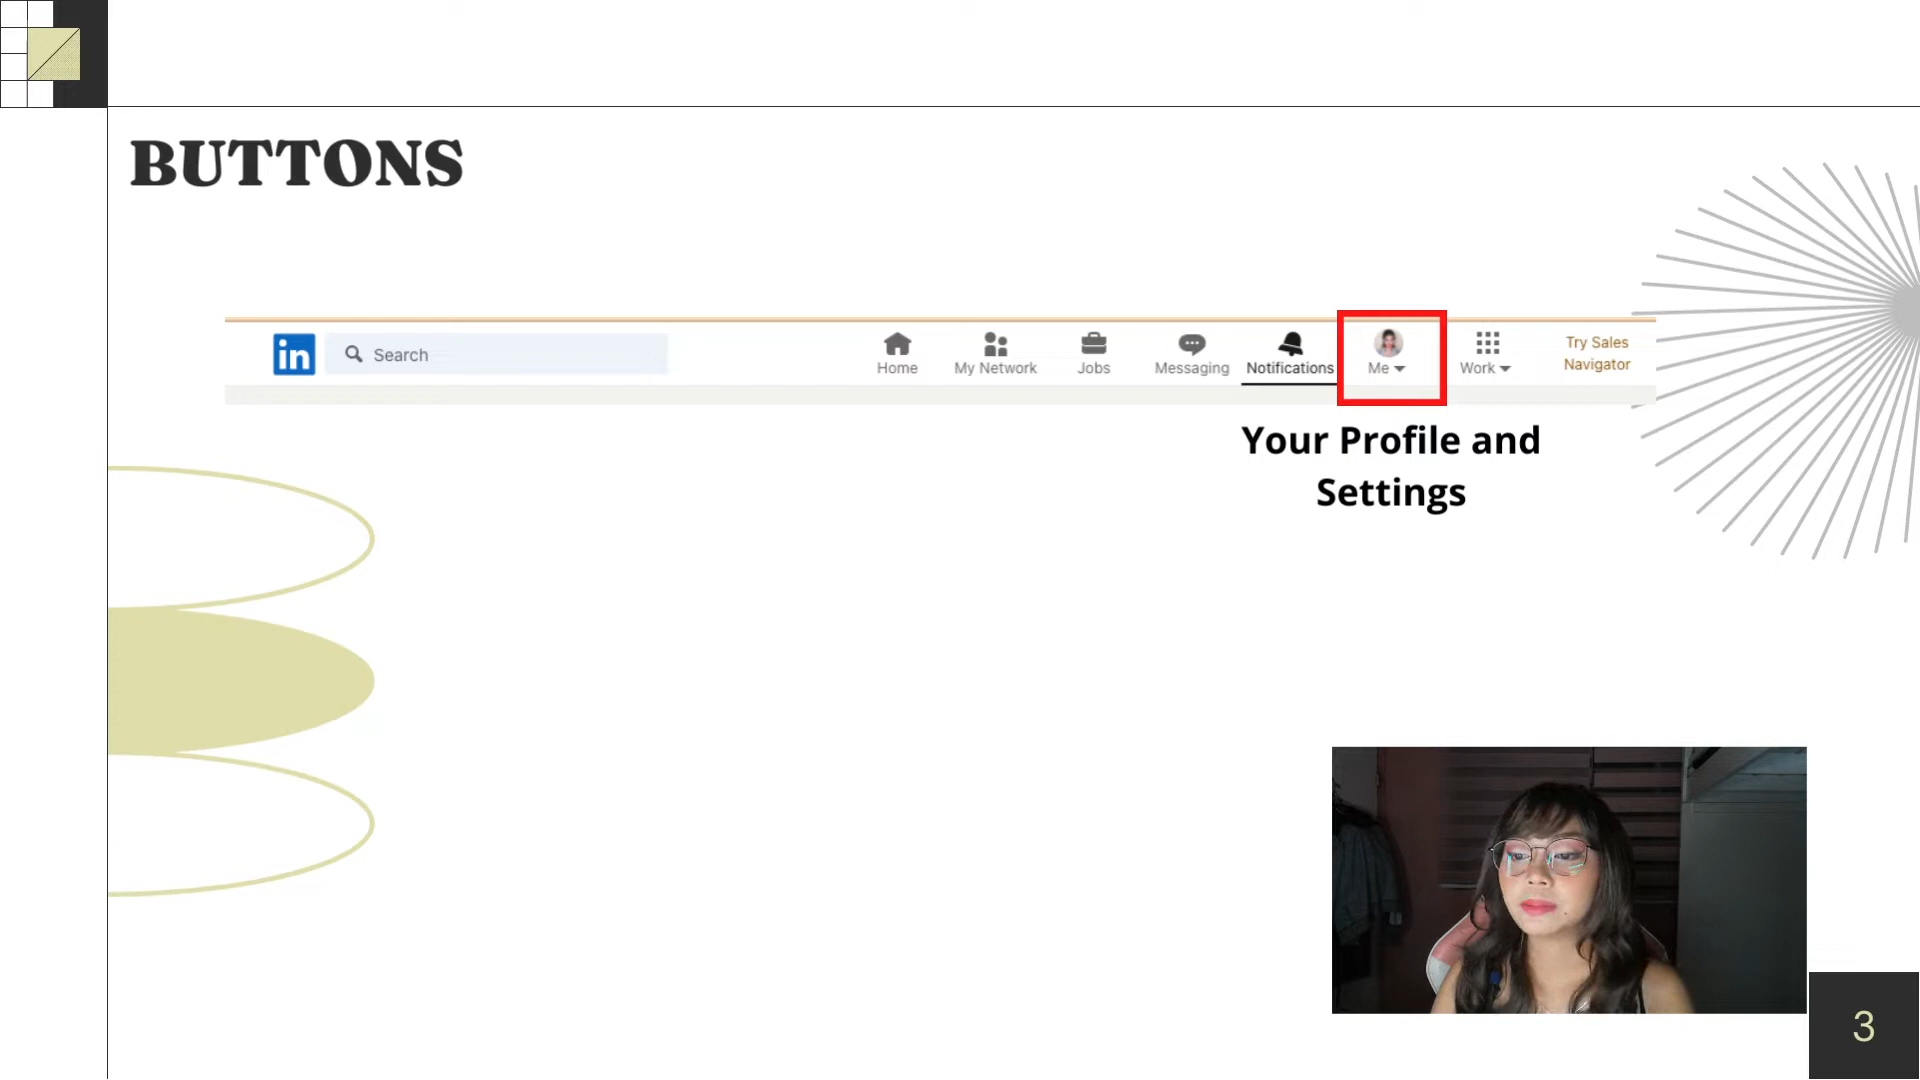 BUTTONS
in Search Home My Network Jobs Messaging Notifications Me Work Try Sales
Navigator
Your Profile and
Settings
3